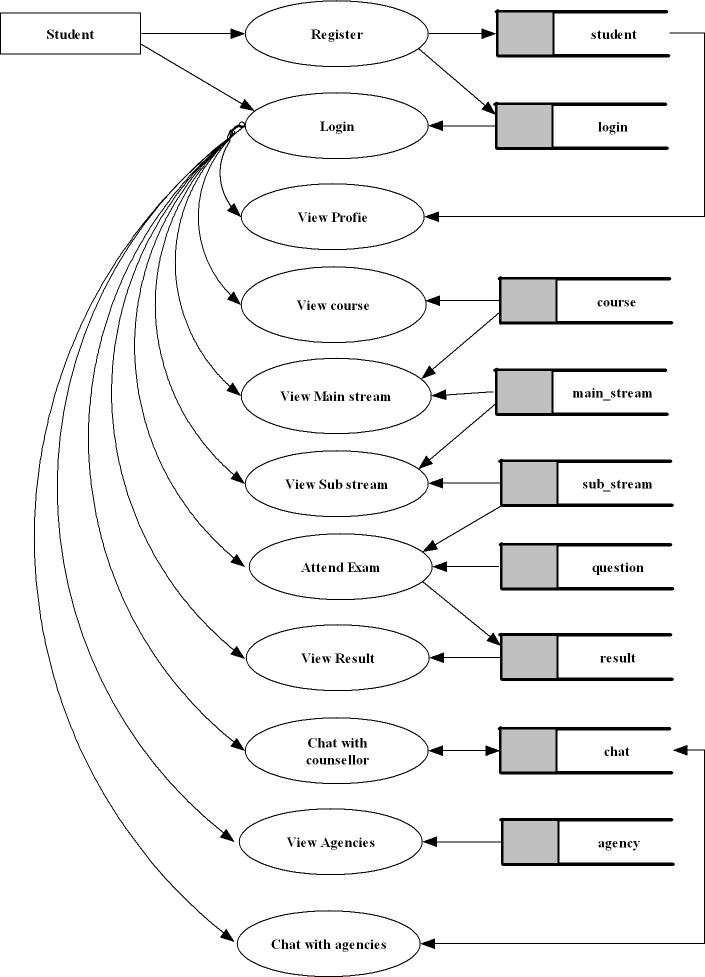 Student
Register
student
Login
login
View Profie
View course
course
View Main stream
main_stream
View Sub stream
sub_stream
Attend Exam
question
View Result
result
Chat with
counsellor
chat
View Agencies
agency
Chat with agencies